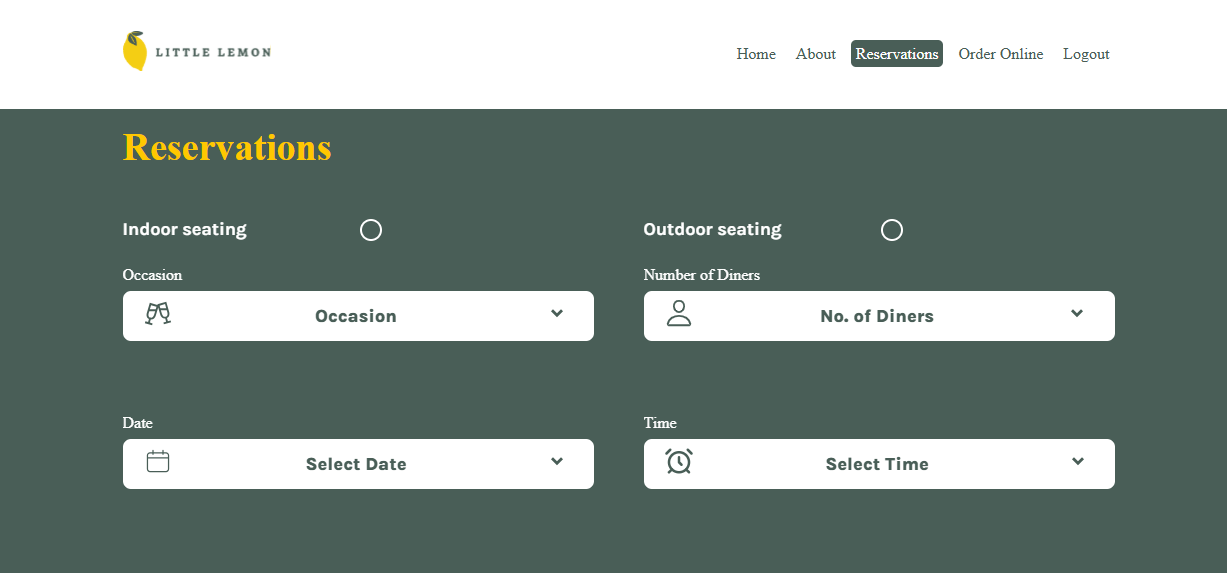 LITTLE LEMON
Home About Reservations Order Online Logout
Reservations
Indoor seating Outdoor seating
Occasion Number of Diners
Occasion No. of Diners
Date Time
Select Date Select Time